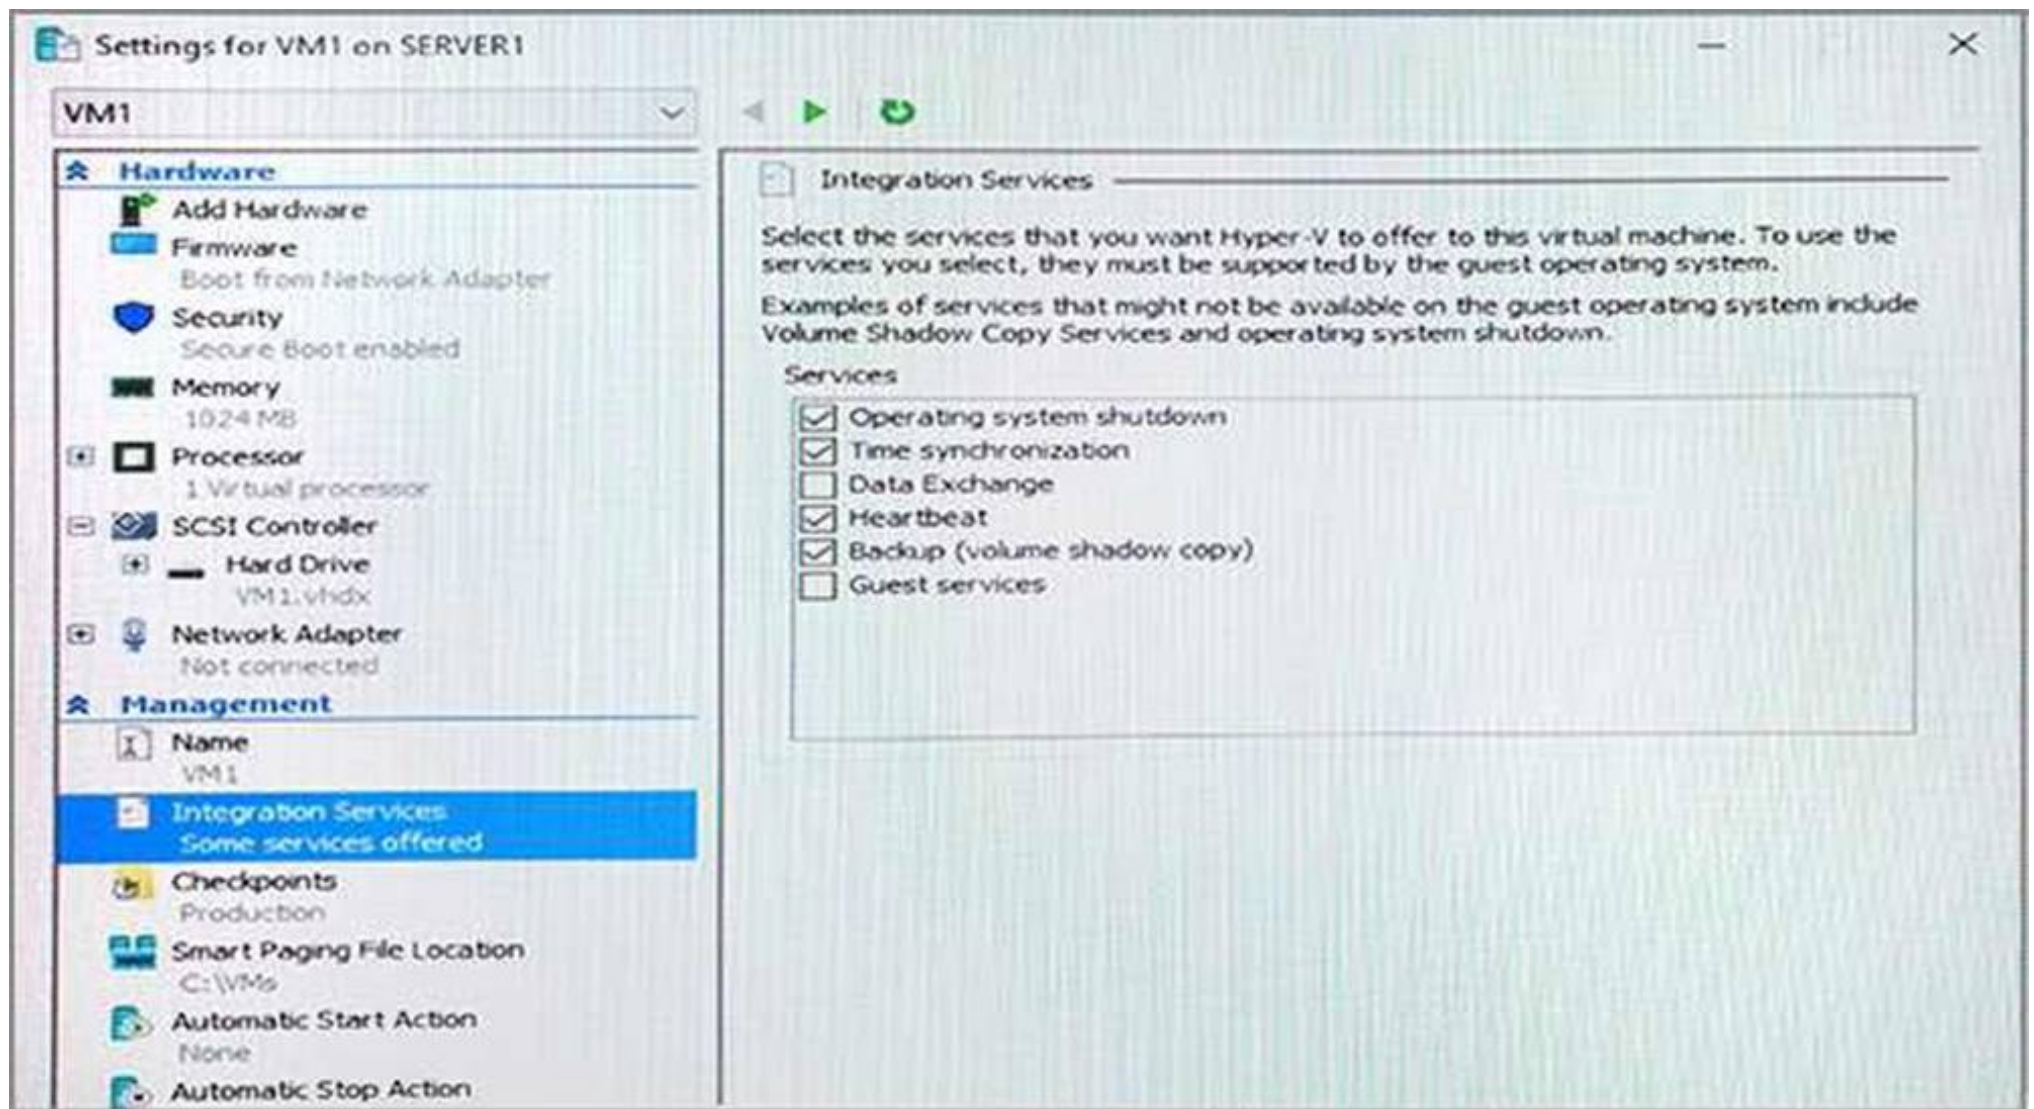 Settings for VM1 on SERVER1
VM1
Hardware
Add Hardware
Firmware
Boot from Network Adapter
Security
Secure Boot enabled
Memory
1024 MB
Processor
1 Virtual processor
SCSI Controller
Hard Drive
VM1.vhdx
Network Adapter
Not connected
Management
Name
VM1
Integration Services
Some services offered
Checkpoints
Production
Smart Paging File Location
C:\VMs
Automatic Start Action
None
Automatic Stop Action
Integration Services
Select the services that you want Hyper-V to offer to this virtual machine. To use the
services you select, they must be supported by the guest operating system.
Examples of services that might not be available on the guest operating system include
Volume Shadow Copy Services and operating system shutdown.
Services
Operating system shutdown
Time synchronization
Data Exchange
Heartbeat
Backup (volume shadow copy)
Guest services